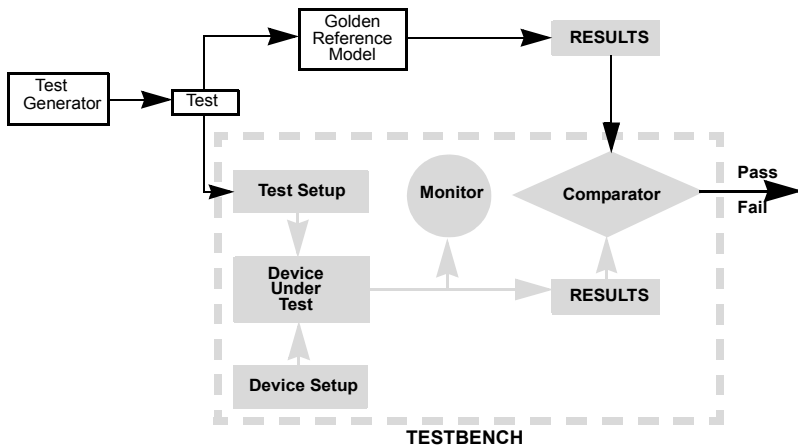 Golden
Reference
Model
RESULTS
Test
Generator
Test
Test Setup
Monitor
Comparator
Pass
Fail
Device
Under
Test
RESULTS
Device Setup
TESTBENCH